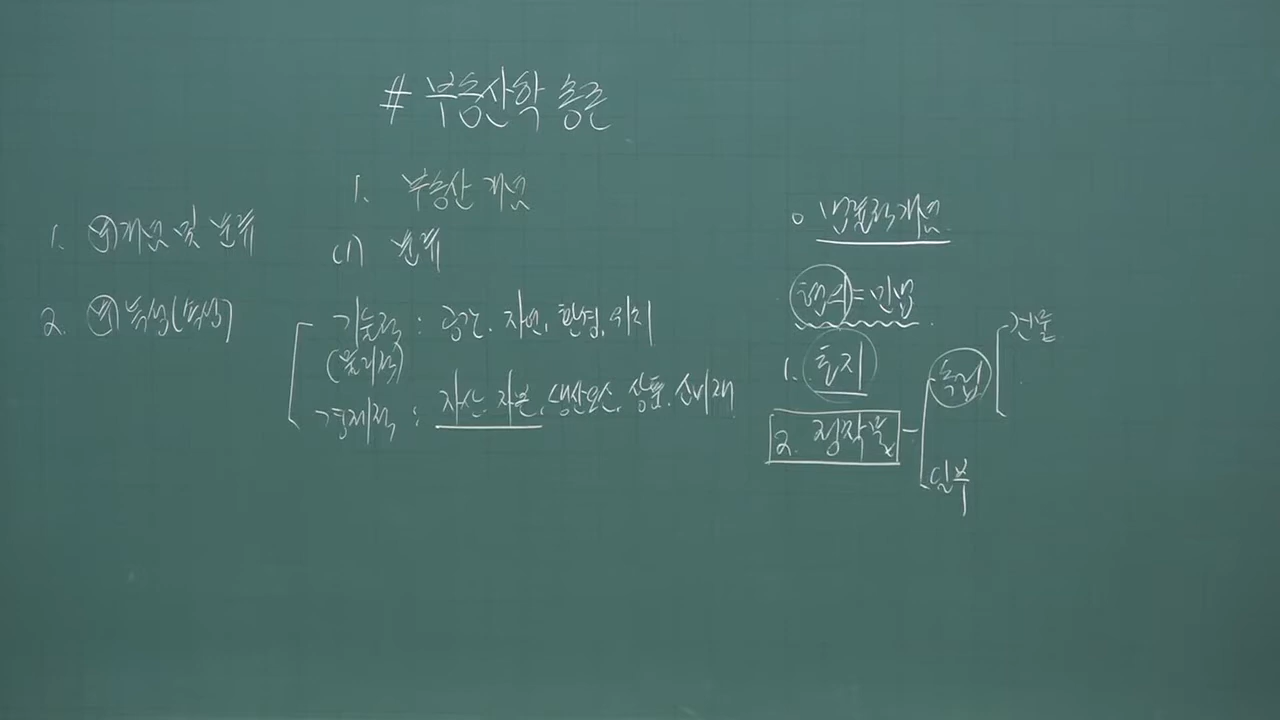 # 부동산학 총론
1. 부동산 개념
1. 부개념 및 분류
(1) 분류
2. 부특성(속성)
기술적 : 공간, 자연, 환경, 위치
(물리적)
경제적 : 자산, 자본, 생산요소, 상품, 소비재
○ 법률적개념
협의 = 민법
1. 토지
2. 정착물
독립
건물
일부